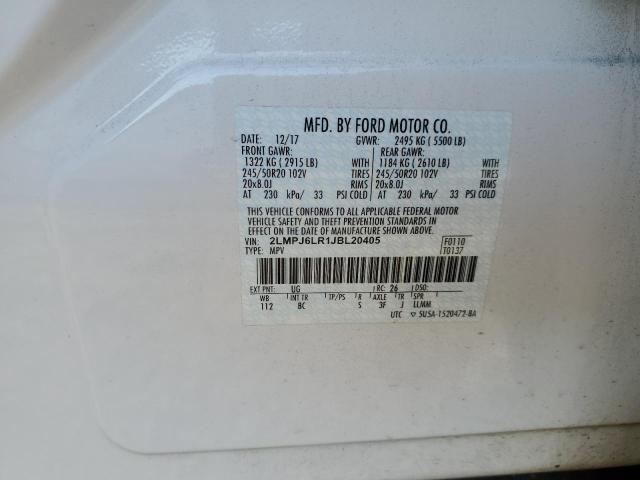 MFD. BY FORD MOTOR CO.
DATE: 12/17 GVWR: 2495 KG ( 5500 LB)
FRONT GAWR: REAR GAWR:
1322 KG ( 2915 LB) WITH 1184 KG ( 2610 LB) WITH
245/50R20 102V TIRES 245/50R20 102V TIRES
20x8.0J RIMS 20x8.0J RIMS
AT 230 kPa/ 33 PSI COLD AT 230 kPa/ 33 PSI COLD
THIS VEHICLE CONFORMS TO ALL APPLICABLE FEDERAL MOTOR
VEHICLE SAFETY AND THEFT PREVENTION STANDARDS IN
EFFECT ON THE DATE OF MANUFACTURE SHOWN ABOVE.
VIN: 2LMPJ6LR1JBL20405 F0110
TYPE: MPV T0137
EXT PNT: UG RC: 26 DSO:
WB INT TR TP/PS R AXLE TR SPR
112 BC S 3F J LLMM
UTC ▽ 5U5A-1520472-BA